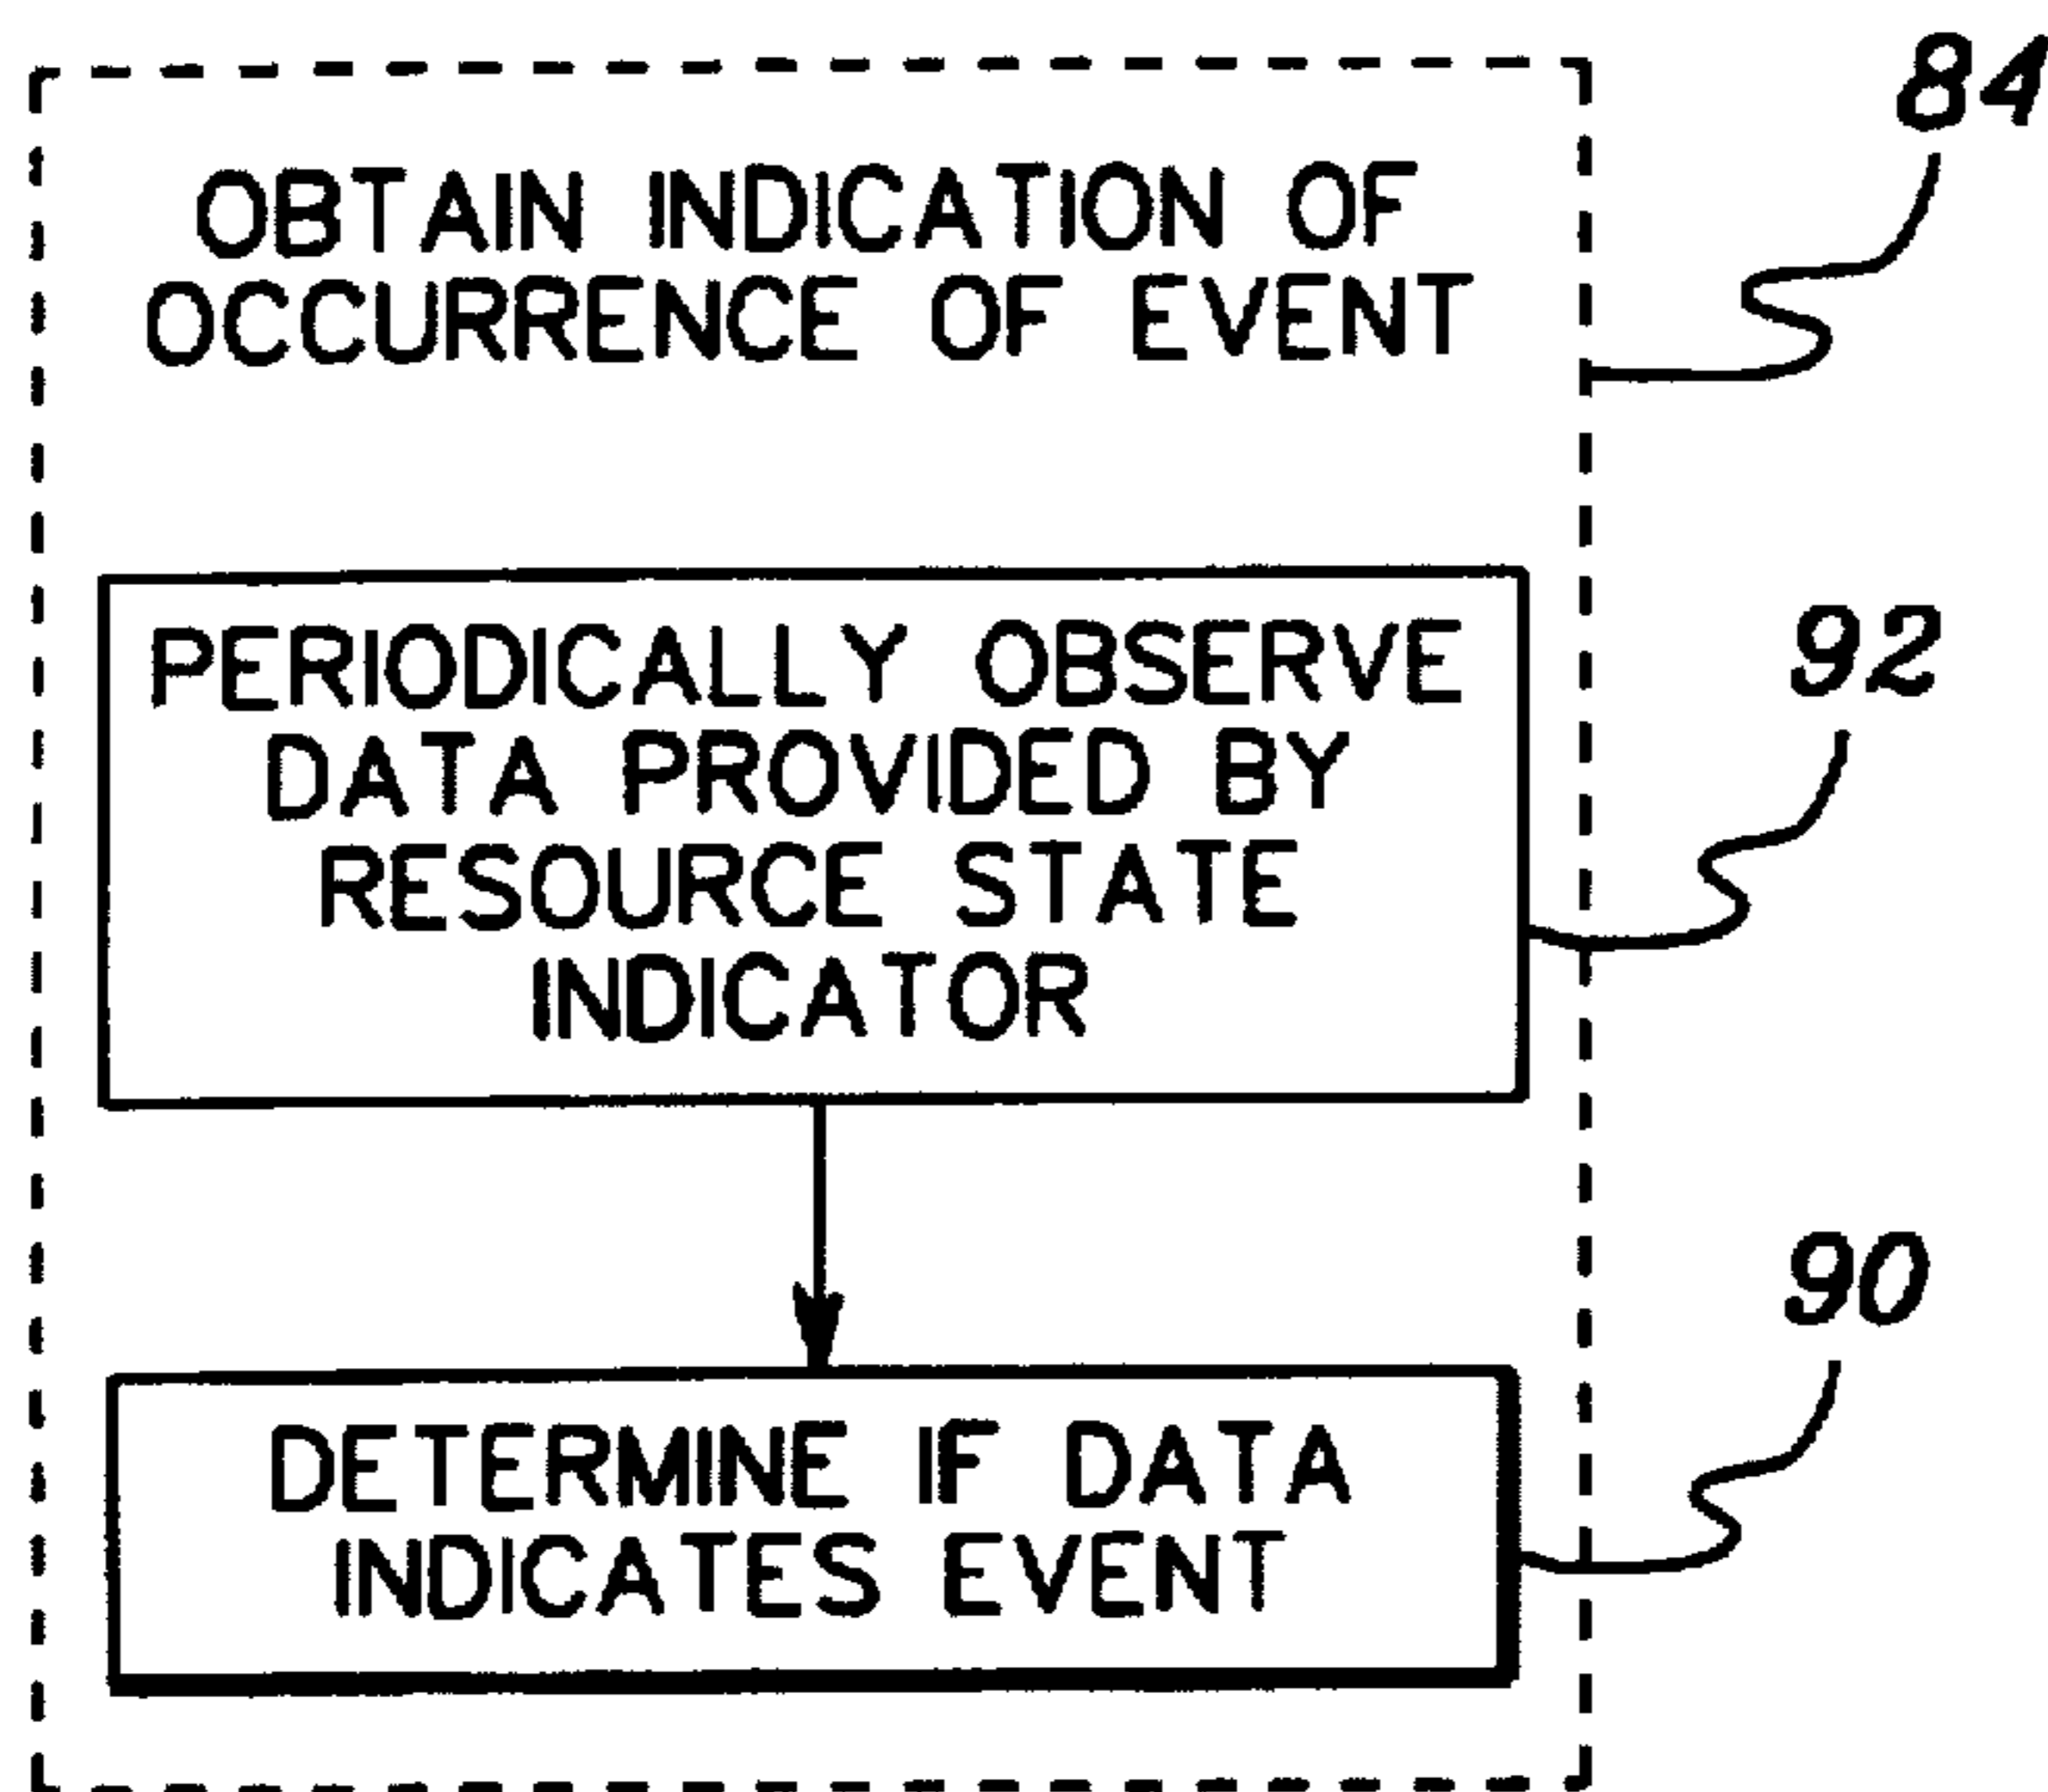 84
OBTAIN INDICATION OF
OCCURRENCE OF EVENT
92
PERIODICALLY OBSERVE
DATA PROVIDED BY
RESOURCE STATE
INDICATOR
90
DETERMINE IF DATA
INDICATES EVENT